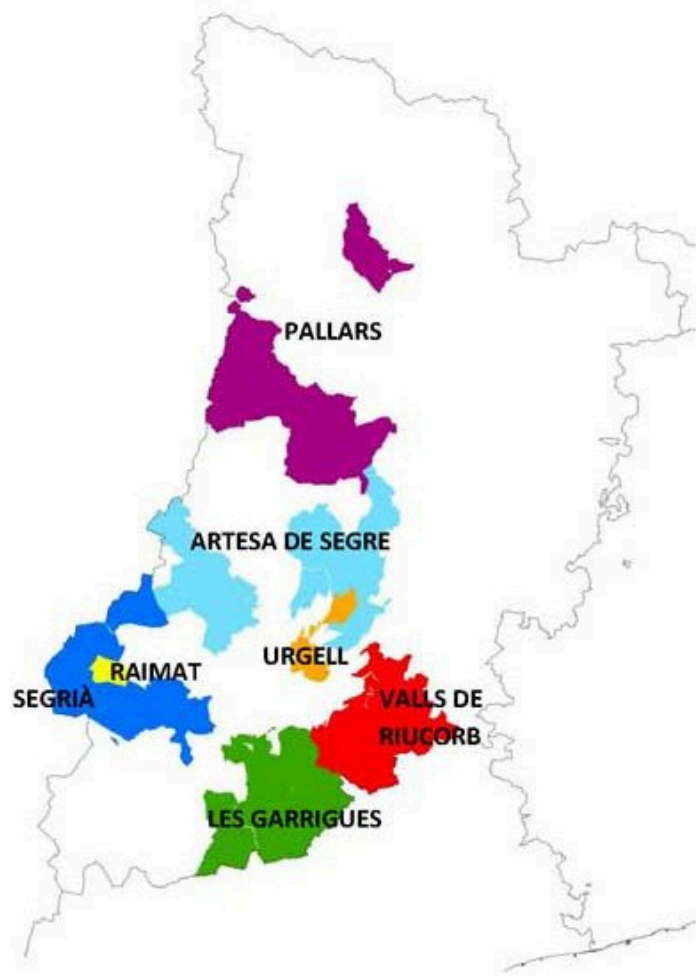 PALLARS
ARTESA DE SEGRE
URGELL
RAIMAT
SEGRIÀ
VALLS DE
RIUCORB
LES GARRIGUES